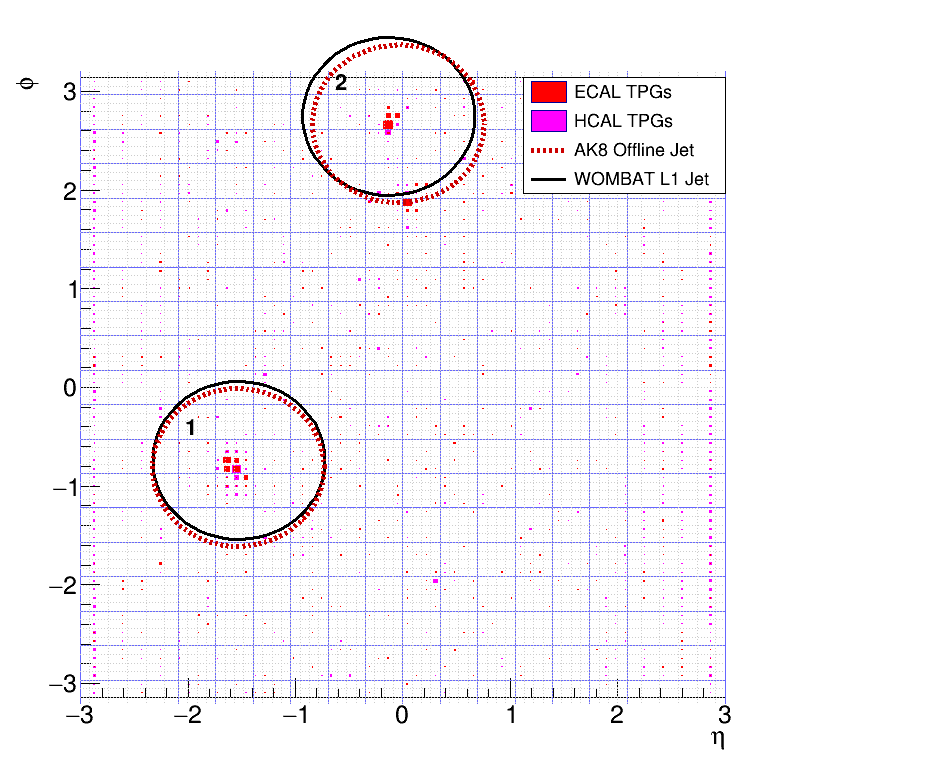 ϕ
3
2
1
0
−1
−2
−3
2
1
ECAL TPGs
HCAL TPGs
AK8 Offline Jet
WOMBAT L1 Jet
−3 −2 −1 0 1 2 3
η